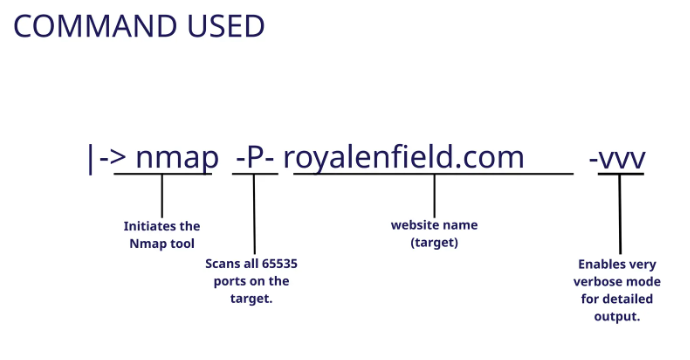 COMMAND USED
|-> nmap -P- royalenfield.com -vvv
Initiates the
Nmap tool
website name
(target)
Scans all 65535
ports on the
target.
Enables very
verbose mode
for detailed
output.